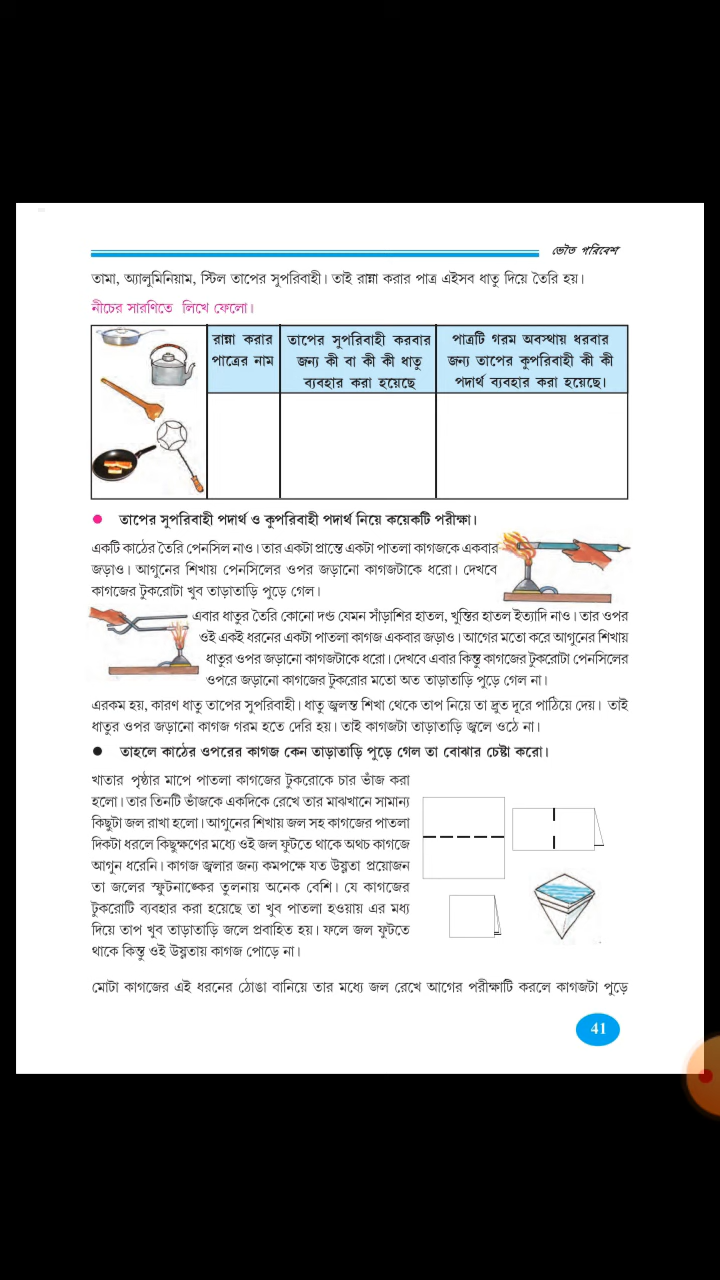 ভৌত পরিবেশ
তামা, অ্যালুমিনিয়াম, স্টিল তাপের সুপরিবাহী। তাই রান্না করার পাত্র এইসব ধাতু দিয়ে তৈরি হয়।
নীচের সারণিতে লিখে ফেলো।
রান্না করার
পাত্রের নাম
তাপের সুপরিবাহী করবার
জন্য কী বা কী কী ধাতু
ব্যবহার করা হয়েছে
পাত্রটি গরম অবস্থায় ধরবার
জন্য তাপের কুপরিবাহী কী কী
পদার্থ ব্যবহার করা হয়েছে।
● তাপের সুপরিবাহী পদার্থ ও কুপরিবাহী পদার্থ নিয়ে কয়েকটি পরীক্ষা।
একটি কাঠের তৈরি পেনসিল নাও। তার একটা প্রান্তে একটা পাতলা কাগজকে একবার
জড়াও। আগুনের শিখায় পেনসিলের ওপর জড়ানো কাগজটাকে ধরো। দেখবে
কাগজের টুকরোটা খুব তাড়াতাড়ি পুড়ে গেল।
এবার ধাতুর তৈরি কোনো দণ্ড যেমন সাঁড়াশির হাতল, খুন্তির হাতল ইত্যাদি নাও। তার ওপর
ওই একই ধরনের একটা পাতলা কাগজ একবার জড়াও। আগের মতো করে আগুনের শিখায়
ধাতুর ওপর জড়ানো কাগজটাকে ধরো। দেখবে এবার কিন্তু কাগজের টুকরোটা পেনসিলের
ওপরে জড়ানো কাগজের টুকরোর মতো অত তাড়াতাড়ি পুড়ে গেল না।
এরকম হয়, কারণ ধাতু তাপের সুপরিবাহী। ধাতু জ্বলন্ত শিখা থেকে তাপ নিয়ে তা দ্রুত দূরে পাঠিয়ে দেয়। তাই
ধাতুর ওপর জড়ানো কাগজ গরম হতে দেরি হয়। তাই কাগজটা তাড়াতাড়ি জ্বলে ওঠে না।
● তাহলে কাঠের ওপরের কাগজ কেন তাড়াতাড়ি পুড়ে গেল তা বোঝার চেষ্টা করো।
খাতার পৃষ্ঠার মাপে পাতলা কাগজের টুকরোকে চার ভাঁজ করা
হলো। তার তিনটি ভাঁজকে একদিকে রেখে তার মাঝখানে সামান্য
কিছুটা জল রাখা হলো। আগুনের শিখায় জল সহ কাগজের পাতলা
দিকটা ধরলে কিছুক্ষণের মধ্যে ওই জল ফুটতে থাকে অথচ কাগজে
আগুন ধরেনি। কাগজ জ্বলার জন্য কমপক্ষে যত উষ্ণতা প্রয়োজন
তা জলের স্ফুটনাঙ্কের তুলনায় অনেক বেশি। যে কাগজের
টুকরোটি ব্যবহার করা হয়েছে তা খুব পাতলা হওয়ায় এর মধ্য
দিয়ে তাপ খুব তাড়াতাড়ি জলে প্রবাহিত হয়। ফলে জল ফুটতে
থাকে কিন্তু ওই উষ্ণতায় কাগজ পোড়ে না।
মোটা কাগজের এই ধরনের ঠোঙা বানিয়ে তার মধ্যে জল রেখে আগের পরীক্ষাটি করলে কাগজটা পুড়ে
41